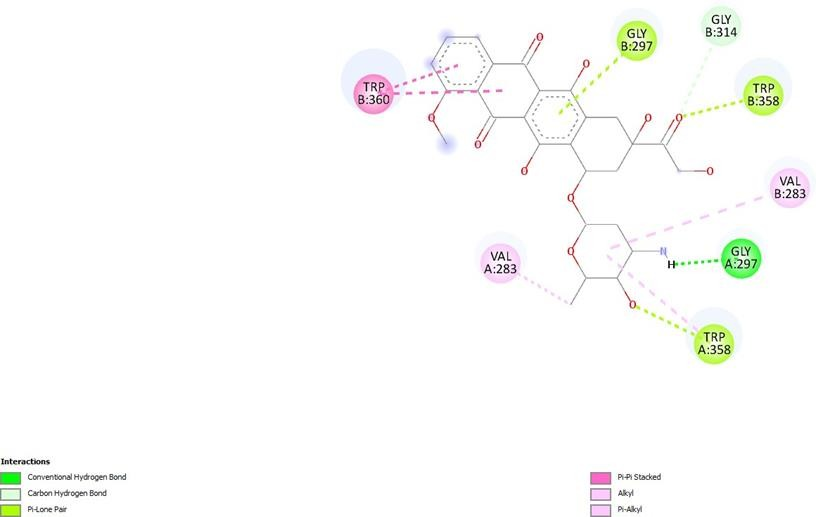 GLY
B:314
GLY
B:297
O
O
TRP
B:360
TRP
B:358
O
O
O
O
O
O
O
VAL
B:283
O
VAL
A:283
O
N
H
GLY
A:297
O
TRP
A:358
Interactions
Conventional Hydrogen Bond
Carbon Hydrogen Bond
Pi-Lone Pair
Pi-Pi Stacked
Alkyl
Pi-Alkyl